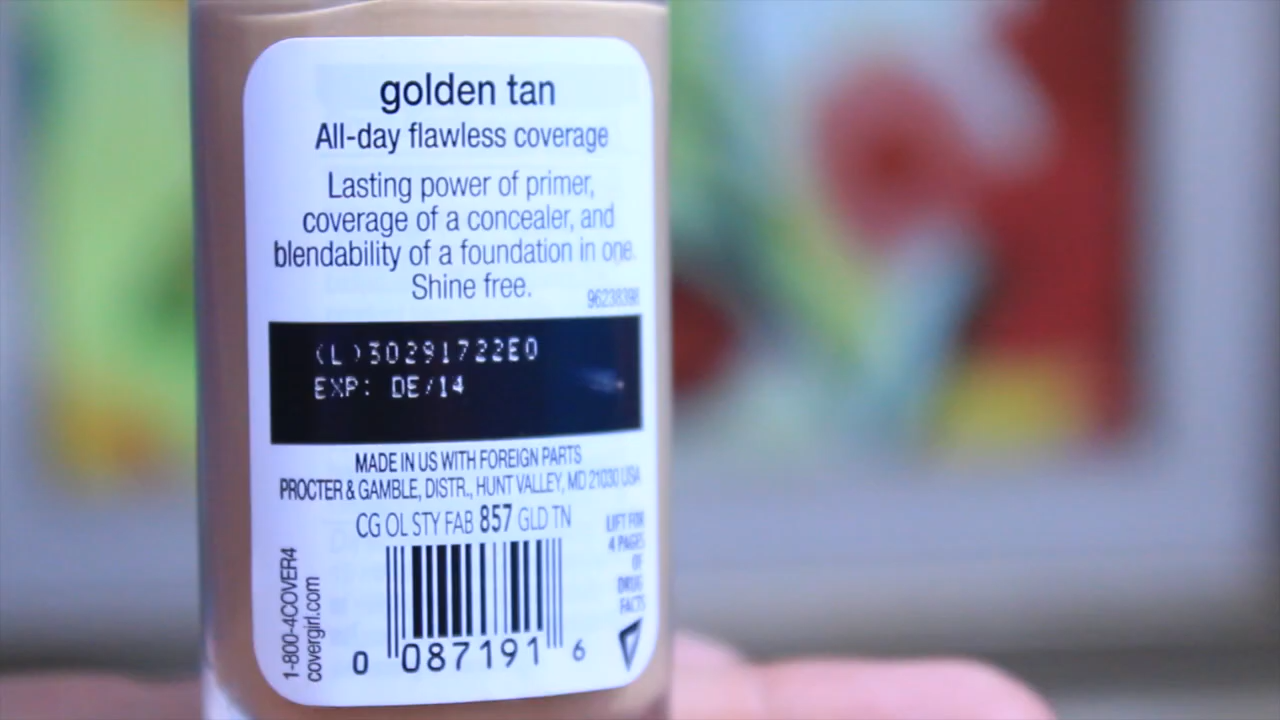 golden tan
All-day flawless coverage
Lasting power of primer,
coverage of a concealer, and
blendability of a foundation in one.
Shine free.
96238398
(L)30291722E0
EXP: DE/14
MADE IN US WITH FOREIGN PARTS
PROCTER & GAMBLE, DISTR., HUNT VALLEY, MD 21030 USA
CG OL STY FAB 857 GLD TN
LIFT FOR
4 PAGES
OF
DRUG
FACTS
1-800-4COVER4
covergirl.com
0 087191 6